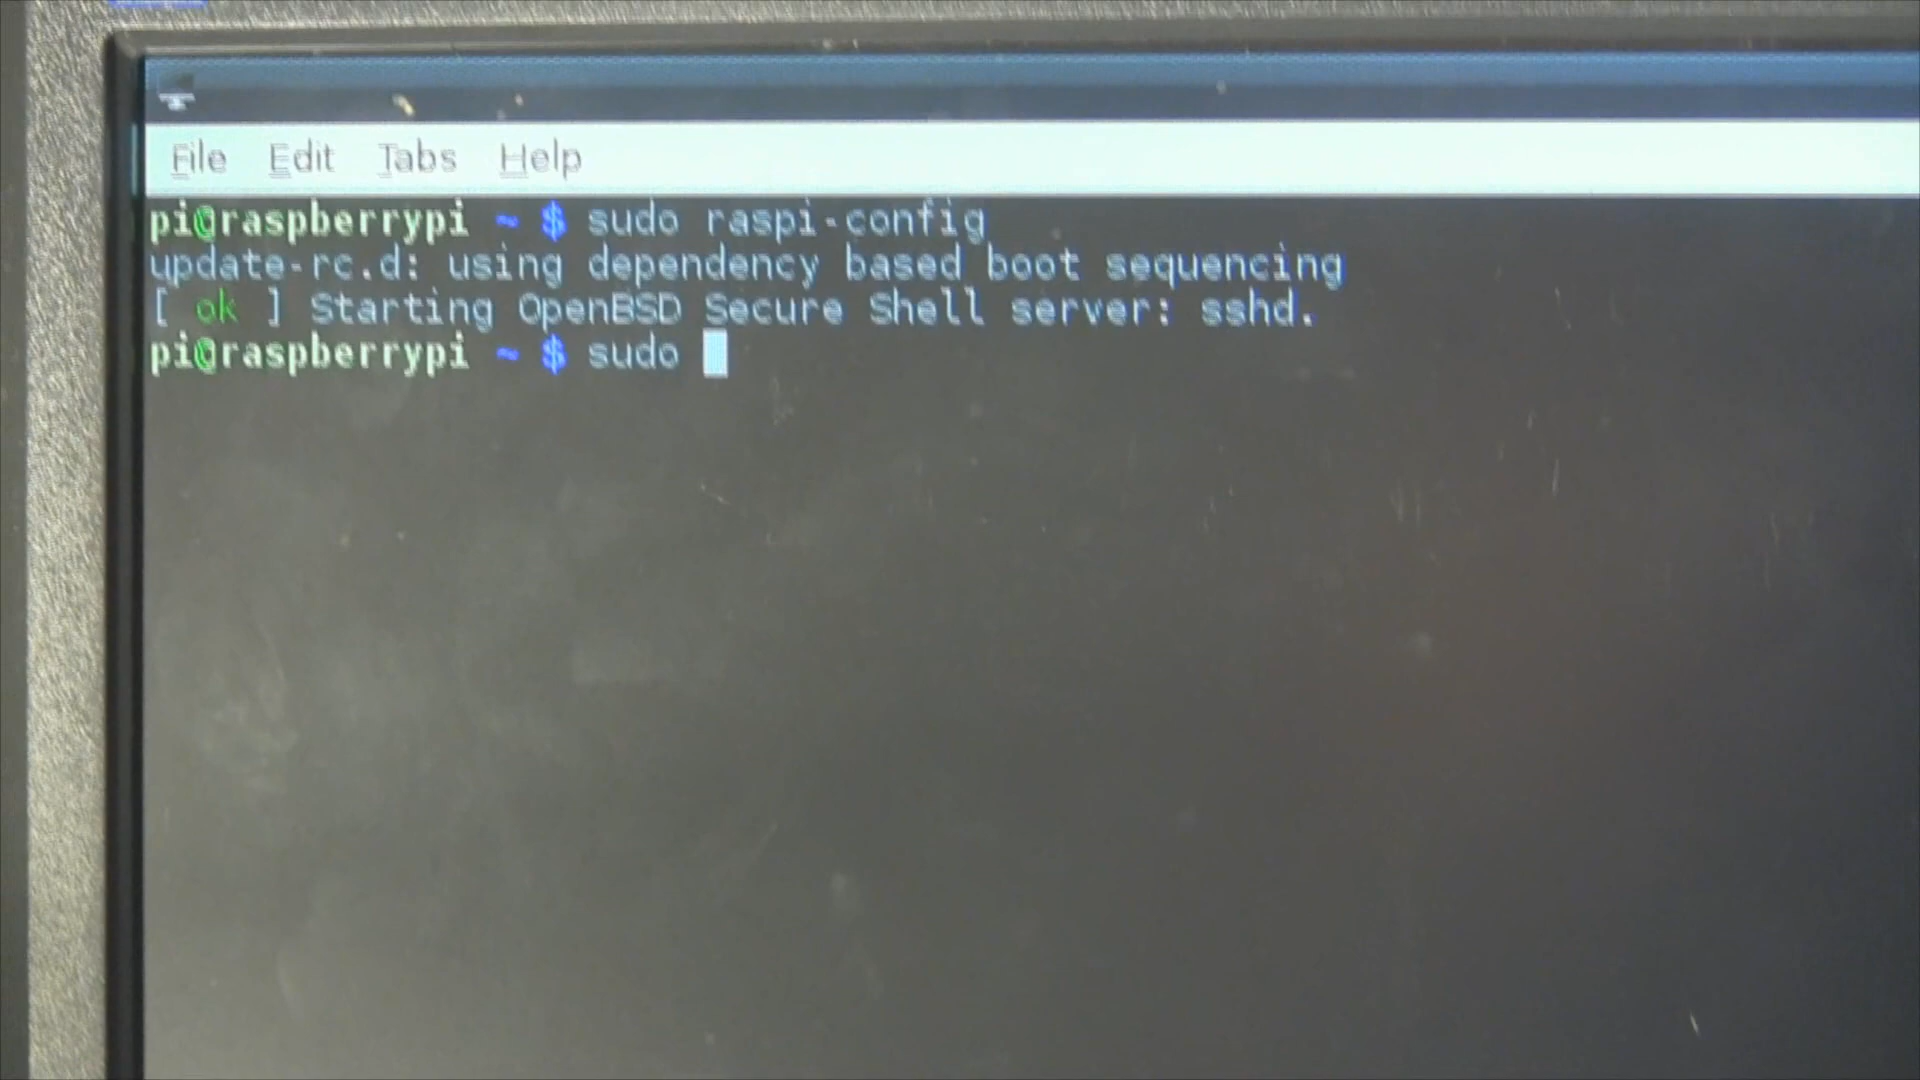 File Edit Tabs Help
pi@raspberrypi ~ $ sudo raspi-config
update-rc.d: using dependency based boot sequencing
[ ok ] Starting OpenBSD Secure Shell server: sshd.
pi@raspberrypi ~ $ sudo